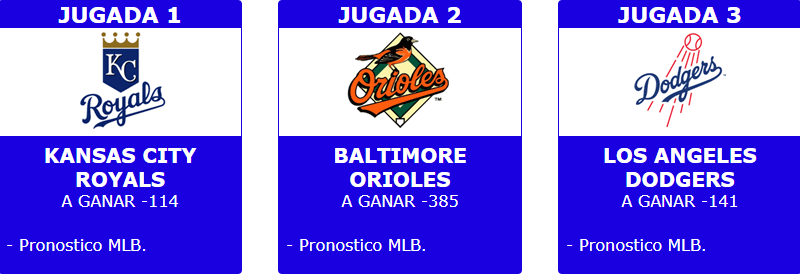 JUGADA 1
KC
Royals
KANSAS CITY
ROYALS
A GANAR -114
- Pronostico MLB.
JUGADA 2
Orioles
TM
BALTIMORE
ORIOLES
A GANAR -385
- Pronostico MLB.
JUGADA 3
Dodgers
LOS ANGELES
DODGERS
A GANAR -141
- Pronostico MLB.